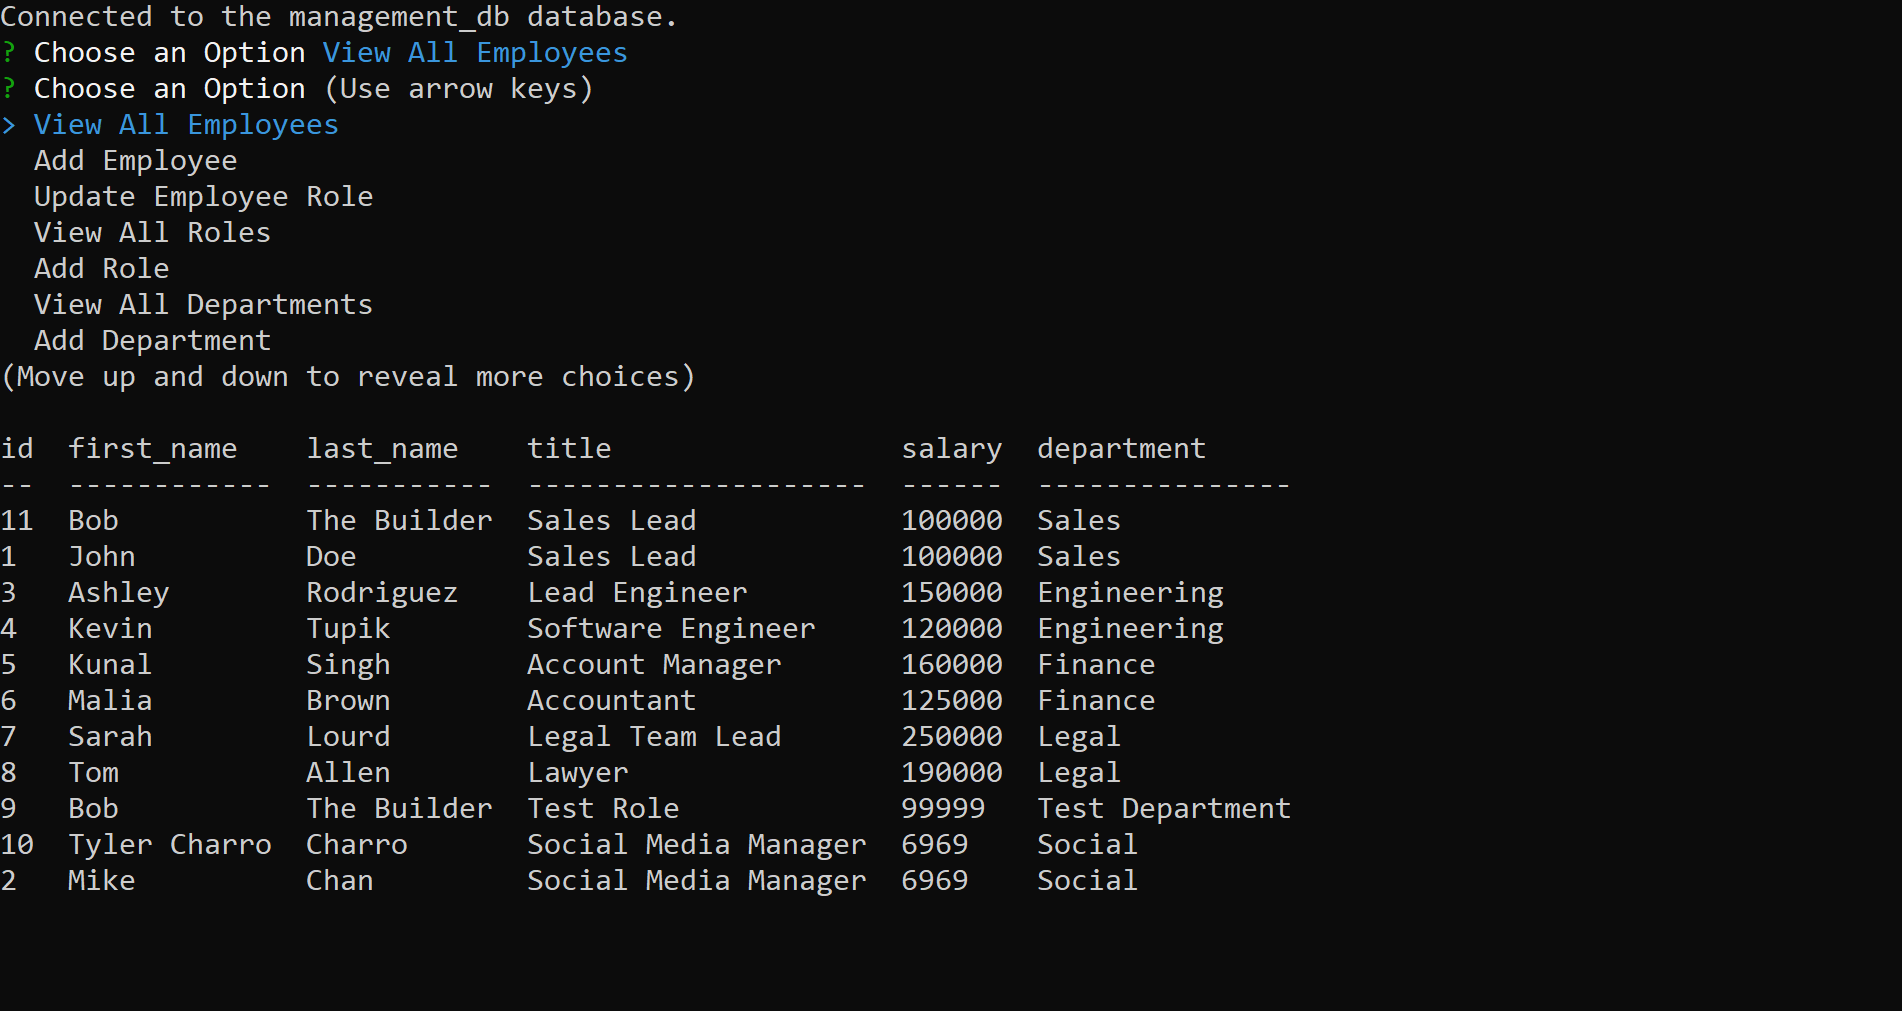 Connected to the management_db database.
? Choose an Option View All Employees
? Choose an Option (Use arrow keys)
> View All Employees
  Add Employee
  Update Employee Role
  View All Roles
  Add Role
  View All Departments
  Add Department
(Move up and down to reveal more choices)

id  first_name    last_name    title                 salary  department
--  ------------  -----------  --------------------  ------  ---------------
11  Bob           The Builder  Sales Lead            100000  Sales
1   John          Doe          Sales Lead            100000  Sales
3   Ashley        Rodriguez    Lead Engineer         150000  Engineering
4   Kevin         Tupik        Software Engineer     120000  Engineering
5   Kunal         Singh        Account Manager       160000  Finance
6   Malia         Brown        Accountant            125000  Finance
7   Sarah         Lourd        Legal Team Lead       250000  Legal
8   Tom           Allen        Lawyer                190000  Legal
9   Bob           The Builder  Test Role             99999   Test Department
10  Tyler Charro  Charro       Social Media Manager  6969    Social
2   Mike          Chan         Social Media Manager  6969    Social